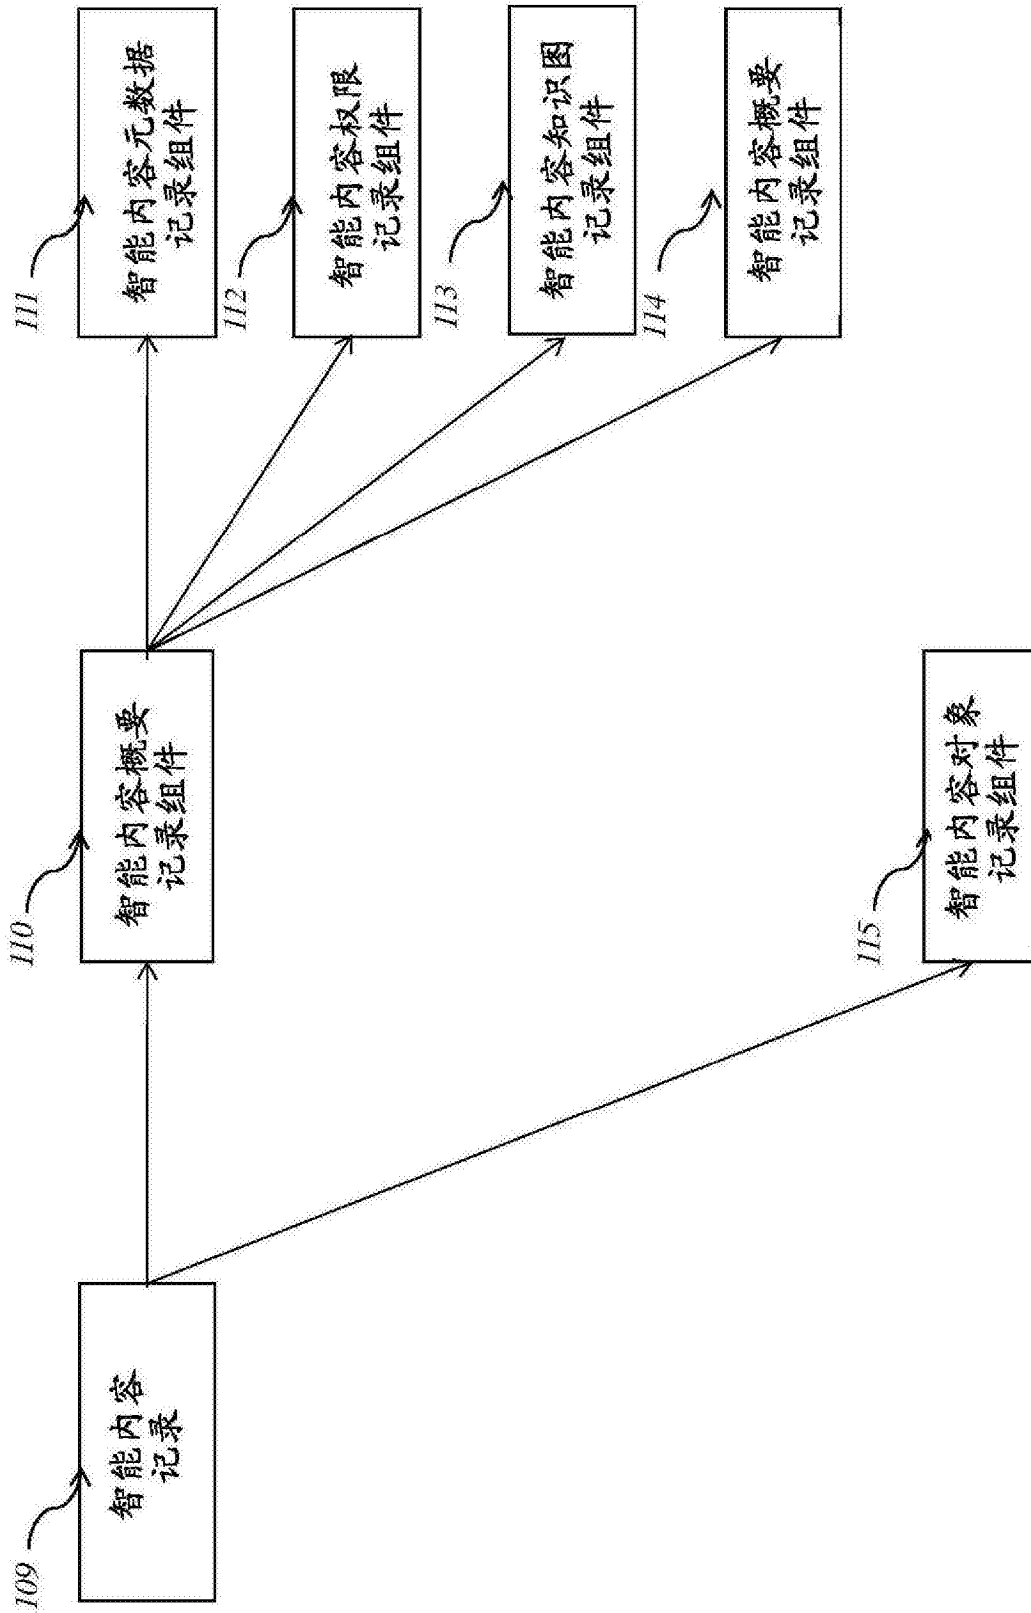 109
智能内容
记录
110
智能内容概要
记录组件
111
智能内容元数据
记录组件
112
智能内容权限
记录组件
113
智能内容知识图
记录组件
114
智能内容概要
记录组件
115
智能内容对象
记录组件